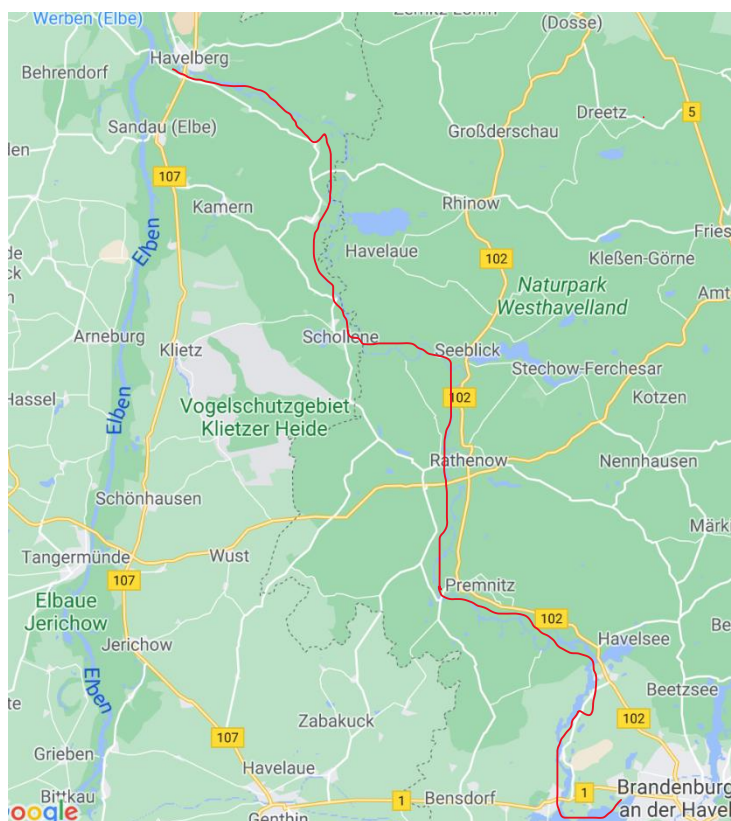 Werben (Elbe)
Havelberg
(Dosse)
Behrendorf
Dreetz
5
Großderschau
Sandau (Elbe)
107
Rhinow
Kamern
Fries
Elben
Havelaue
102
Kleßen-Görne
Naturpark
Westhavelland
Amt
Arneburg
Schollene
Klietz
Seeblick
Stechow-Ferchesar
Hassel
Elben
Vogelschutzgebiet
Klietzer Heide
102
Kotzen
Rathenow
Nennhausen
Schönhausen
Märki
Tangermünde
Wust
107
Premnitz
Elbaue
Jerichow
102
Be
Havelsee
Jerichow
Elben
Beetzsee
Zabakuck
102
107
Grieben
Havelaue
Bittkau
1
Bensdorf
1
Brandenburg
an der Havel
oogle
Genthin